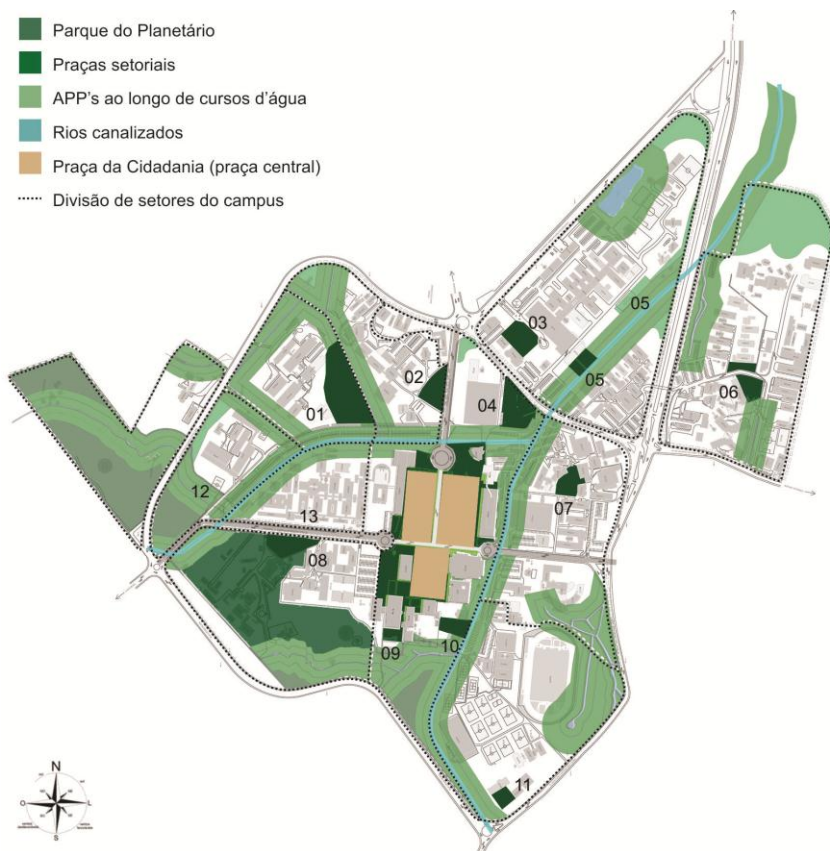 Parque do Planetário
Praças setoriais
APP's ao longo de cursos d'água
Rios canalizados
Praça da Cidadania (praça central)
Divisão de setores do campus
03
05
02
05
04
06
01
07
12
13
08
09
10
11
N
O
L
S